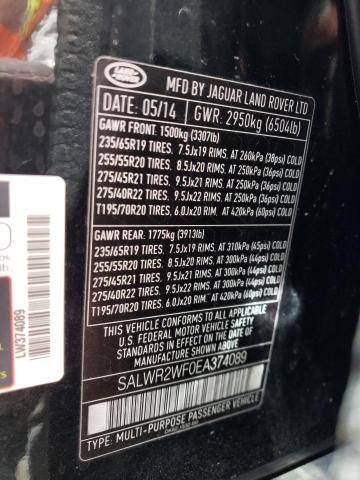 LAND ROVER
MFD BY JAGUAR LAND ROVER LTD
DATE: 05/14 GWR: 2950kg (6504lb)
GAWR FRONT: 1500kg (3307lb)
235/65R19 TIRES. 7.5Jx19 RIMS. AT 260kPa (38psi) COLD
255/55R20 TIRES. 8.5Jx20 RIMS. AT 250kPa (36psi) COLD
275/45R21 TIRES. 9.5Jx21 RIMS. AT 250kPa (36psi) COLD
275/40R22 TIRES. 9.5Jx22 RIMS. AT 250kPa (36psi) COLD
T195/70R20 TIRES. 6.0Jx20 RIM. AT 420kPa (60psi) COLD
GAWR REAR: 1775kg (3913lb)
235/65R19 TIRES. 7.5Jx19 RIMS. AT 310kPa (45psi) COLD
255/55R20 TIRES. 8.5Jx20 RIMS. AT 300kPa (44psi) COLD
275/45R21 TIRES. 9.5Jx21 RIMS. AT 300kPa (44psi) COLD
275/40R22 TIRES. 9.5Jx22 RIMS. AT 300kPa (44psi) COLD
T195/70R20 TIRES. 6.0Jx20 RIM. AT 420kPa (60psi) COLD
THIS VEHICLE CONFORMS TO ALL APPLICABLE
U.S. FEDERAL MOTOR VEHICLE SAFETY STANDARDS
IN EFFECT ON THE DATE OF MANUFACTURE SHOWN ABOVE
SALWR2WF0EA374089
TYPE: MULTI-PURPOSE PASSENGER VEHICLE
LW374089